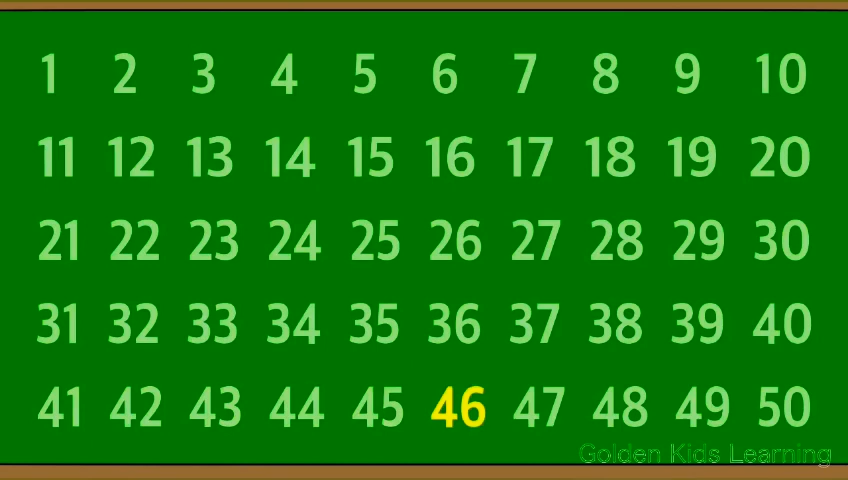 1 2 3 4 5 6 7 8 9 10
11 12 13 14 15 16 17 18 19 20
21 22 23 24 25 26 27 28 29 30
31 32 33 34 35 36 37 38 39 40
41 42 43 44 45 46 47 48 49 50
Golden Kids Learning